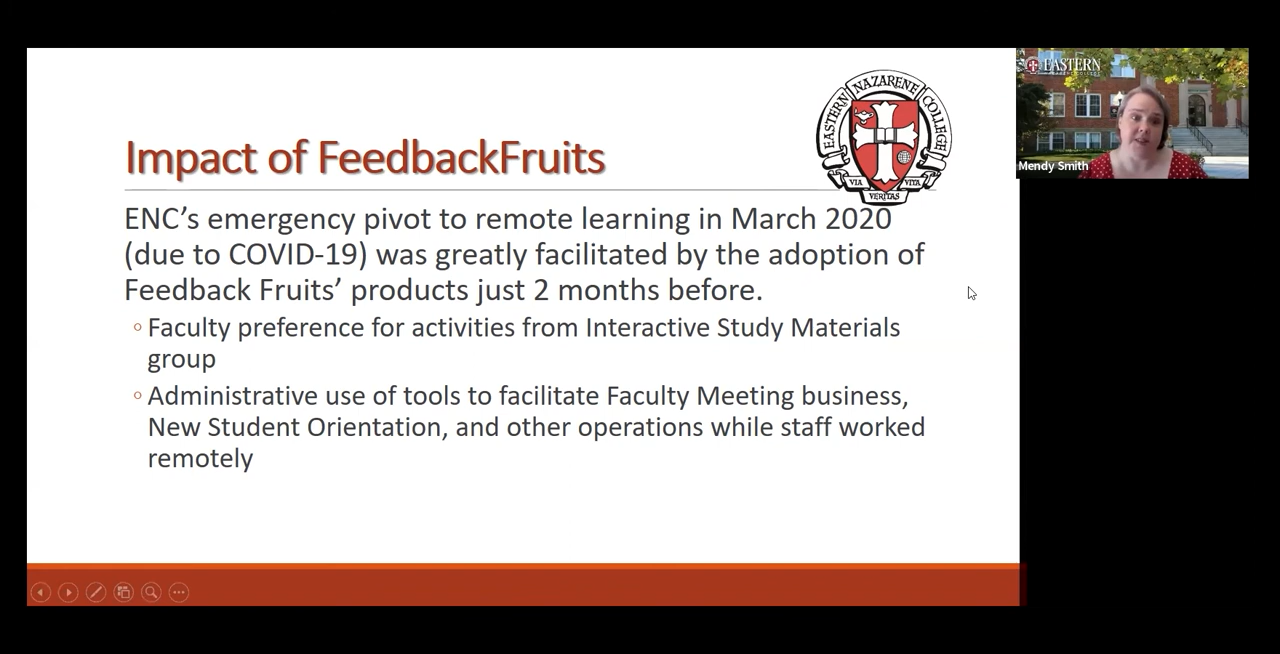 Impact of FeedbackFruits
EASTERN NAZARENE COLLEGE
VIA VERITAS VITA
ENC’s emergency pivot to remote learning in March 2020
(due to COVID-19) was greatly facilitated by the adoption of
Feedback Fruits’ products just 2 months before.
Faculty preference for activities from Interactive Study Materials
group
Administrative use of tools to facilitate Faculty Meeting business,
New Student Orientation, and other operations while staff worked
remotely
EASTERN
Mendy Smith